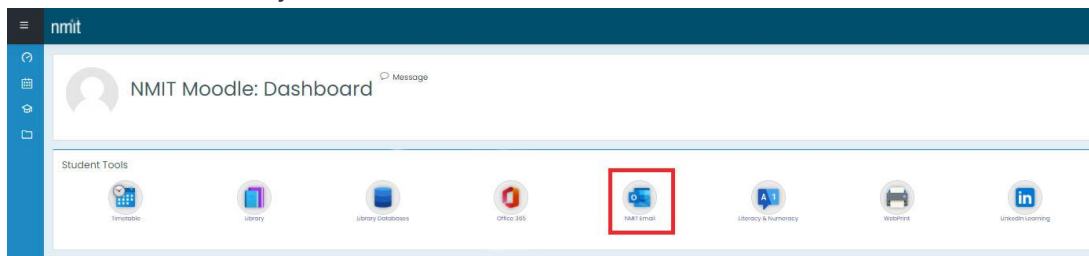 nmit
NMIT Moodle: Dashboard
Message
Student Tools
Timetable
Library
Library Databases
Office 365
NMIT Email
Literacy & Numeracy
WebPrint
LinkedIn Learning